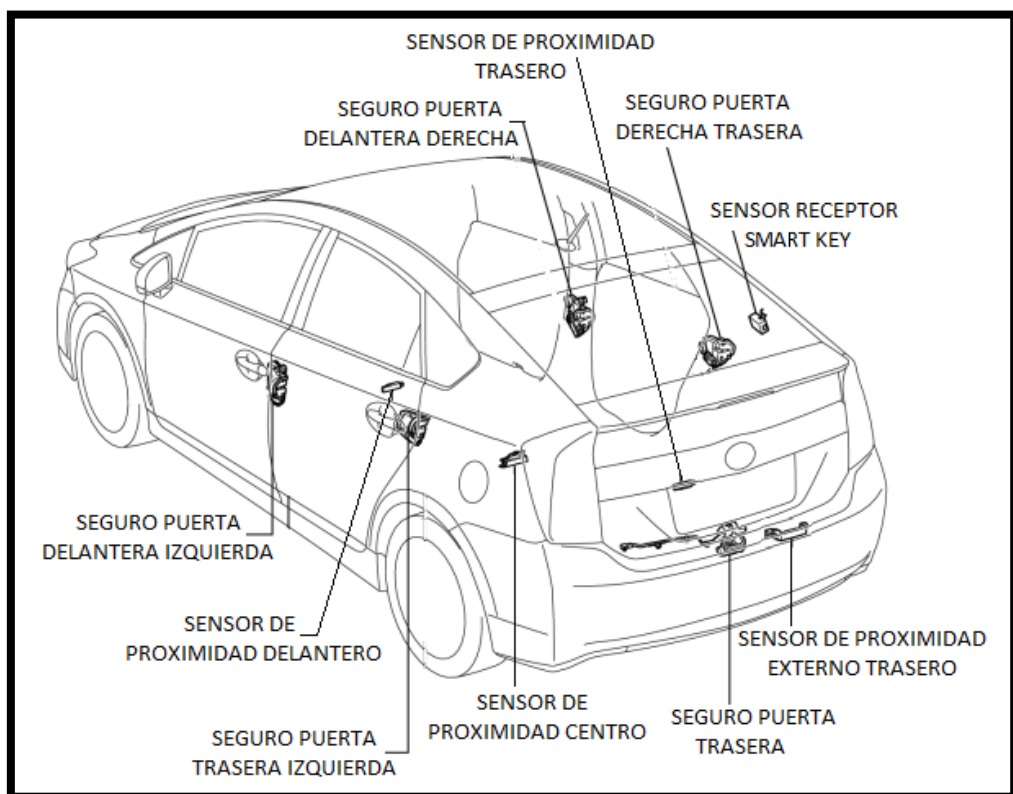 SENSOR DE PROXIMIDAD
TRASERO
SEGURO PUERTA
DELANTERA DERECHA
SEGURO PUERTA
DERECHA TRASERA
SENSOR RECEPTOR
SMART KEY
SEGURO PUERTA
DELANTERA IZQUIERDA
SENSOR DE
PROXIMIDAD DELANTERO
SEGURO PUERTA
TRASERA IZQUIERDA
SENSOR DE
PROXIMIDAD CENTRO
SEGURO PUERTA
TRASERA
SENSOR DE PROXIMIDAD
EXTERNO TRASERO